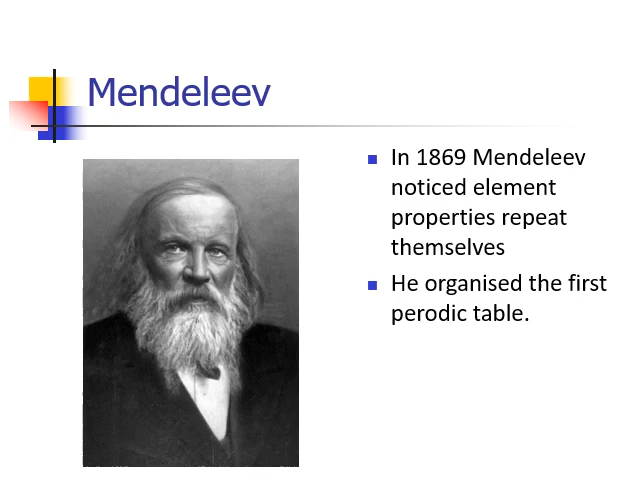 Mendeleev
In 1869 Mendeleev
noticed element
properties repeat
themselves
He organised the first
perodic table.